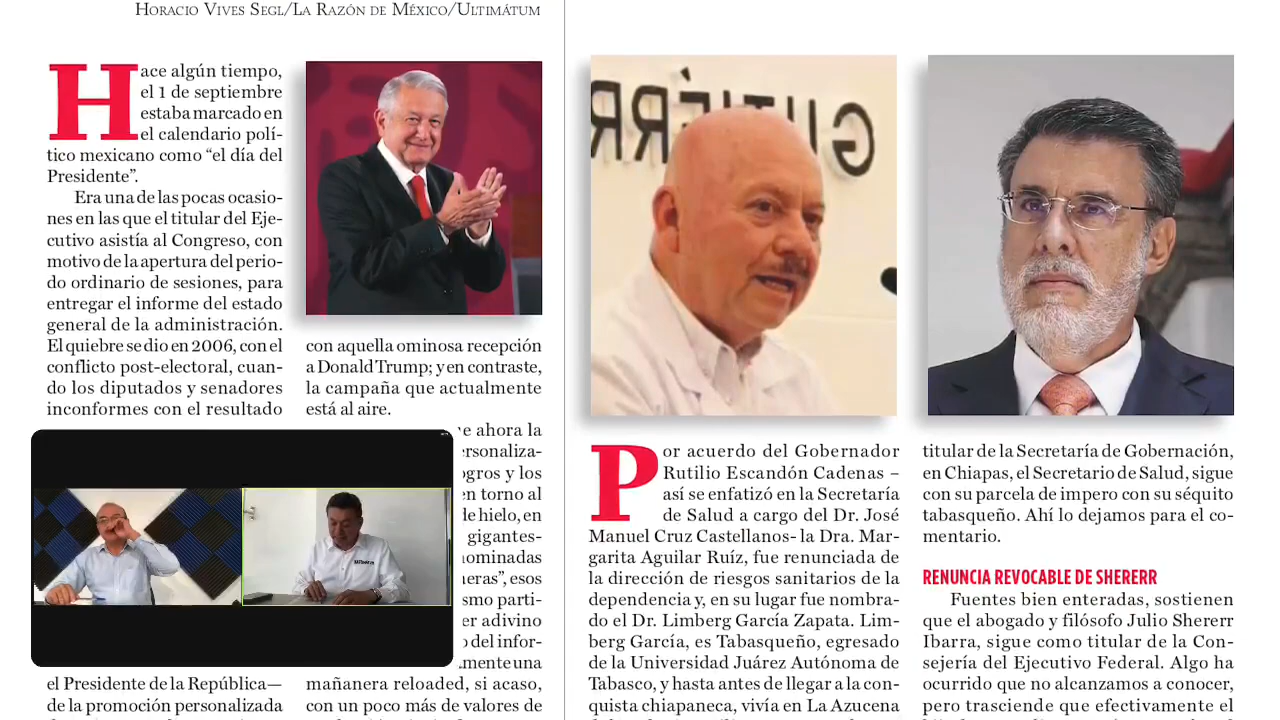 Horacio Vives Segl/La Razón de México/Ultimátum
Hace algún tiempo,
el 1 de septiembre
estaba marcado en
el calendario polí-
tico mexicano como “el día del
Presidente”.
Era una de las pocas ocasio-
nes en las que el titular del Eje-
cutivo asistía al Congreso, con
motivo de la apertura del perio-
do ordinario de sesiones, para
entregar el informe del estado
general de la administración.
El quiebre se dio en 2006, con el
conflicto post-electoral, cuan-
do los diputados y senadores
inconformes con el resultado
el Presidente de la República—
de la promoción personalizada
con aquella ominosa recepción
a Donald Trump; y en contraste,
la campaña que actualmente
está al aire.
ue ahora la
ersonaliza-
ogros y los
en torno al
de hielo, en
gigantes-
nominadas
neras”, esos
smo parti-
er adivino
o del infor-
amente una
mañanera reloaded, si acaso,
con un poco más de valores de
GUTIÉRR
Por acuerdo del Gobernador
Rutilio Escandón Cadenas –
así se enfatizó en la Secretaría
de Salud a cargo del Dr. José
Manuel Cruz Castellanos- la Dra. Mar-
garita Aguilar Ruíz, fue renunciada de
la dirección de riesgos sanitarios de la
dependencia y, en su lugar fue nombra-
do el Dr. Limberg García Zapata. Lim-
berg García, es Tabasqueño, egresado
de la Universidad Juárez Autónoma de
Tabasco, y hasta antes de llegar a la con-
quista chiapaneca, vivía en La Azucena
titular de la Secretaría de Gobernación,
en Chiapas, el Secretario de Salud, sigue
con su parcela de impero con su séquito
tabasqueño. Ahí lo dejamos para el co-
mentario.
RENUNCIA REVOCABLE DE SHERERR
Fuentes bien enteradas, sostienen
que el abogado y filósofo Julio Shererr
Ibarra, sigue como titular de la Con-
sejería del Ejecutivo Federal. Algo ha
ocurrido que no alcanzamos a conocer,
pero trasciende que efectivamente el